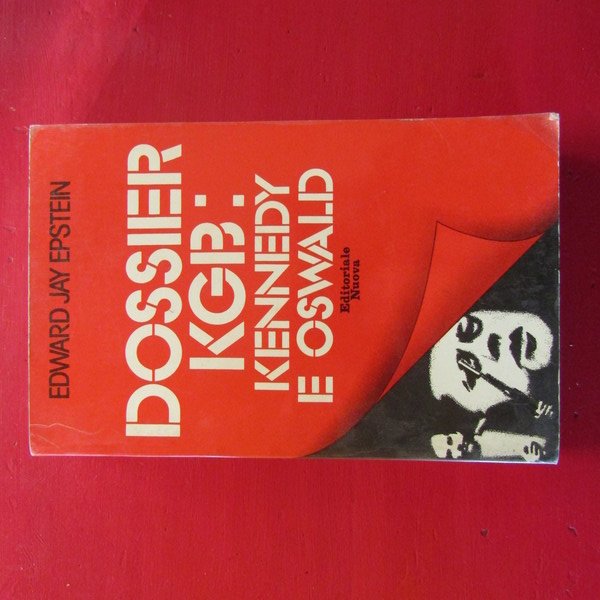 EDWARD JAY EPSTEIN
DOSSIER
KGB:
KENNEDY
E OSWALD
Editoriale
Nuova